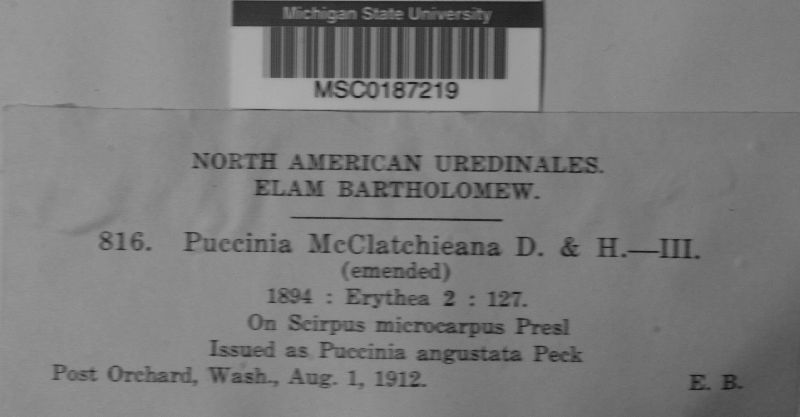 Michigan State University
MSC0187219
NORTH AMERICAN UREDINALES.
ELAM BARTHOLOMEW.
816. Puccinia McClatchieana D. & H.—III.
(emended)
1894 : Erythea 2 : 127.
On Scirpus microcarpus Presl
Issued as Puccinia angustata Peck
Post Orchard, Wash., Aug. 1, 1912. E. B.